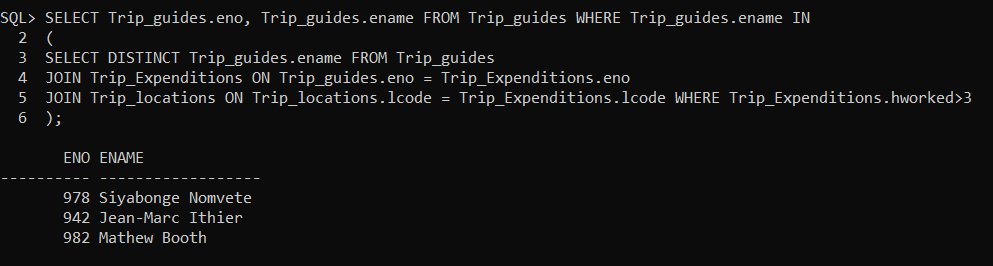 SQL> SELECT Trip_guides.eno, Trip_guides.ename FROM Trip_guides WHERE Trip_guides.ename IN
  2  (
  3  SELECT DISTINCT Trip_guides.ename FROM Trip_guides
  4  JOIN Trip_Expenditions ON Trip_guides.eno = Trip_Expenditions.eno
  5  JOIN Trip_locations ON Trip_locations.lcode = Trip_Expenditions.lcode WHERE Trip_Expenditions.hworked>3
  6  );
       ENO ENAME
---------- ------------------
       978 Siyabonge Nomvete
       942 Jean-Marc Ithier
       982 Mathew Booth